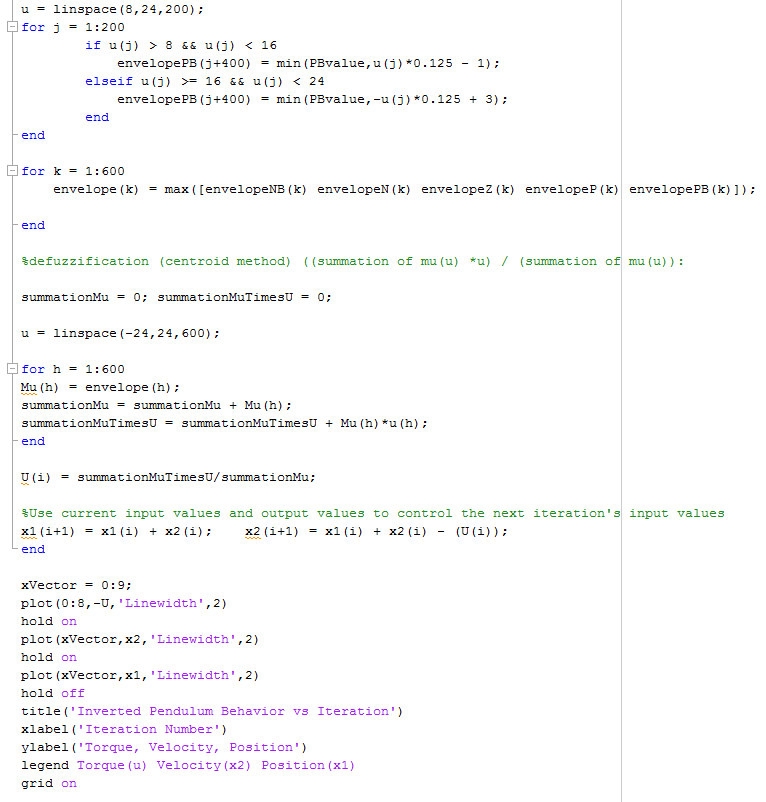 u = linspace(8,24,200);
for j = 1:200
if u(j) > 8 && u(j) < 16
envelopePB(j+400) = min(PBvalue,u(j)*0.125 - 1);
elseif u(j) >= 16 && u(j) < 24
envelopePB(j+400) = min(PBvalue,-u(j)*0.125 + 3);
end
end
for k = 1:600
envelope(k) = max([envelopeNB(k) envelopeN(k) envelopeZ(k) envelopeP(k) envelopePB(k)]);
end
%defuzzification (centroid method) ((summation of mu(u) *u) / (summation of mu(u)):
summationMu = 0; summationMuTimesU = 0;
u = linspace(-24,24,600);
for h = 1:600
Mu(h) = envelope(h);
summationMu = summationMu + Mu(h);
summationMuTimesU = summationMuTimesU + Mu(h)*u(h);
end
U(i) = summationMuTimesU/summationMu;
%Use current input values and output values to control the next iteration's input values
x1(i+1) = x1(i) + x2(i);    x2(i+1) = x1(i) + x2(i) - (U(i));
end
xVector = 0:9;
plot(0:8,-U,'Linewidth',2)
hold on
plot(xVector,x2,'Linewidth',2)
hold on
plot(xVector,x1,'Linewidth',2)
hold off
title('Inverted Pendulum Behavior vs Iteration')
xlabel('Iteration Number')
ylabel('Torque, Velocity, Position')
legend Torque(u) Velocity(x2) Position(x1)
grid on